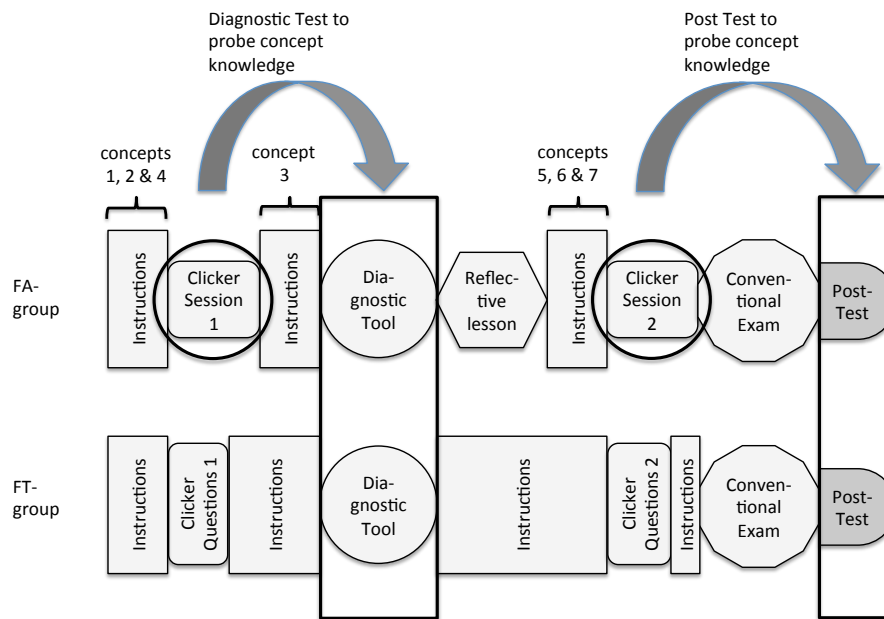 Diagnostic Test to
probe concept
knowledge
Post Test to
probe concept
knowledge
concepts
1, 2 & 4
concept
3
concepts
5, 6 & 7
FA-
group
Instructions
Clicker
Session
1
Instructions
Dia-
gnostic
Tool
Reflec-
tive
lesson
Instructions
Clicker
Session
2
Conven-
tional
Exam
Post-
Test
FT-
group
Instructions
Clicker
Questions 1
Instructions
Dia-
gnostic
Tool
Instructions
Clicker
Questions 2
Instructions
Conven-
tional
Exam
Post-
Test